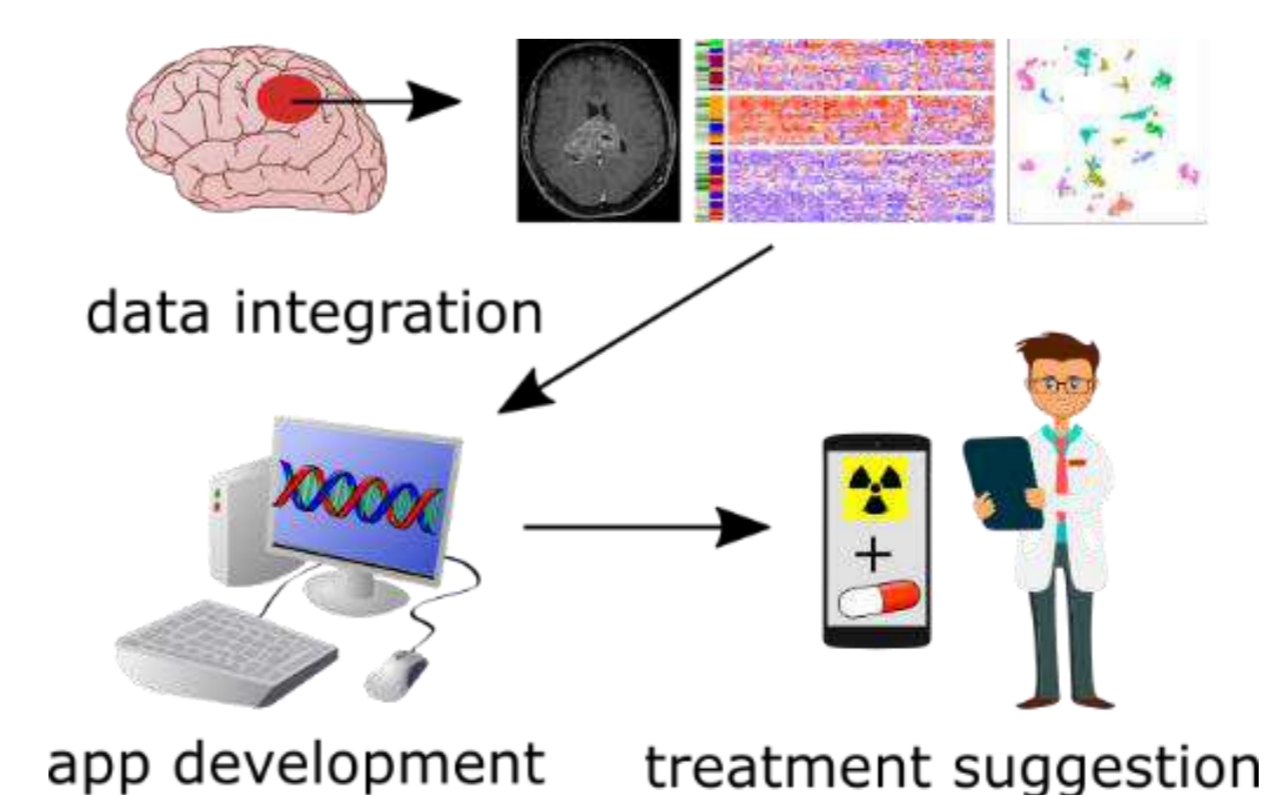 data integration
app development
treatment suggestion